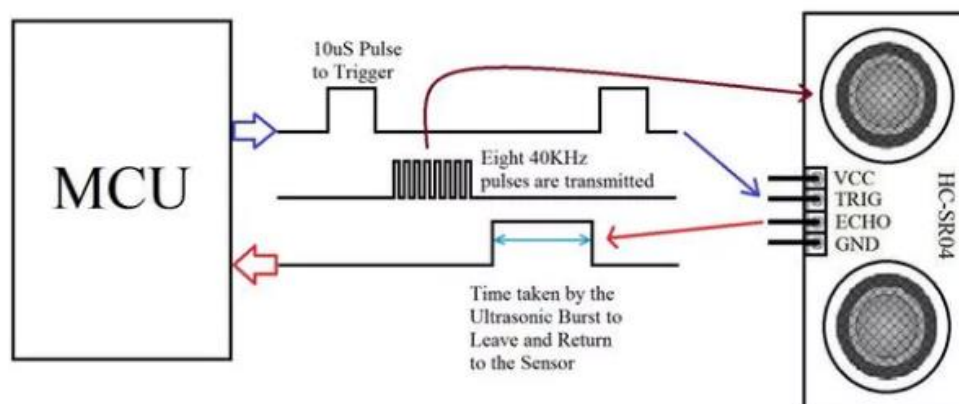 MCU
10uS Pulse
to Trigger
Eight 40KHz
pulses are transmitted
Time taken by the
Ultrasonic Burst to
Leave and Return
to the Sensor
VCC
TRIG
ECHO
GND
HC-SR04